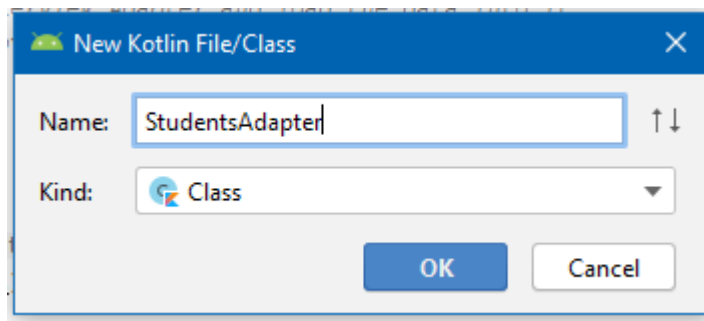 New Kotlin File/Class
Name: StudentsAdapter
Kind: Class
OK Cancel